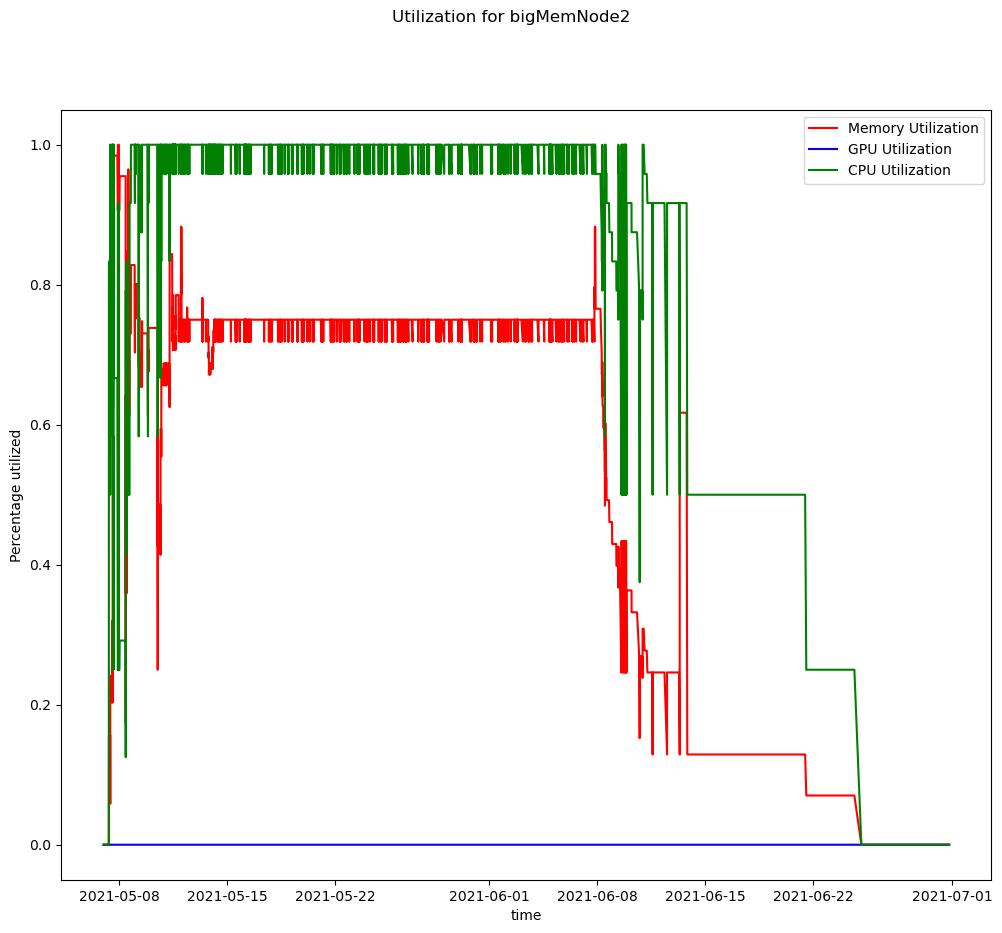 Utilization for bigMemNode2
Memory Utilization
GPU Utilization
CPU Utilization
Percentage utilized
1.0
0.8
0.6
0.4
0.2
0.0
2021-05-08 2021-05-15 2021-05-22 2021-06-01 2021-06-08 2021-06-15 2021-06-22 2021-07-01
time